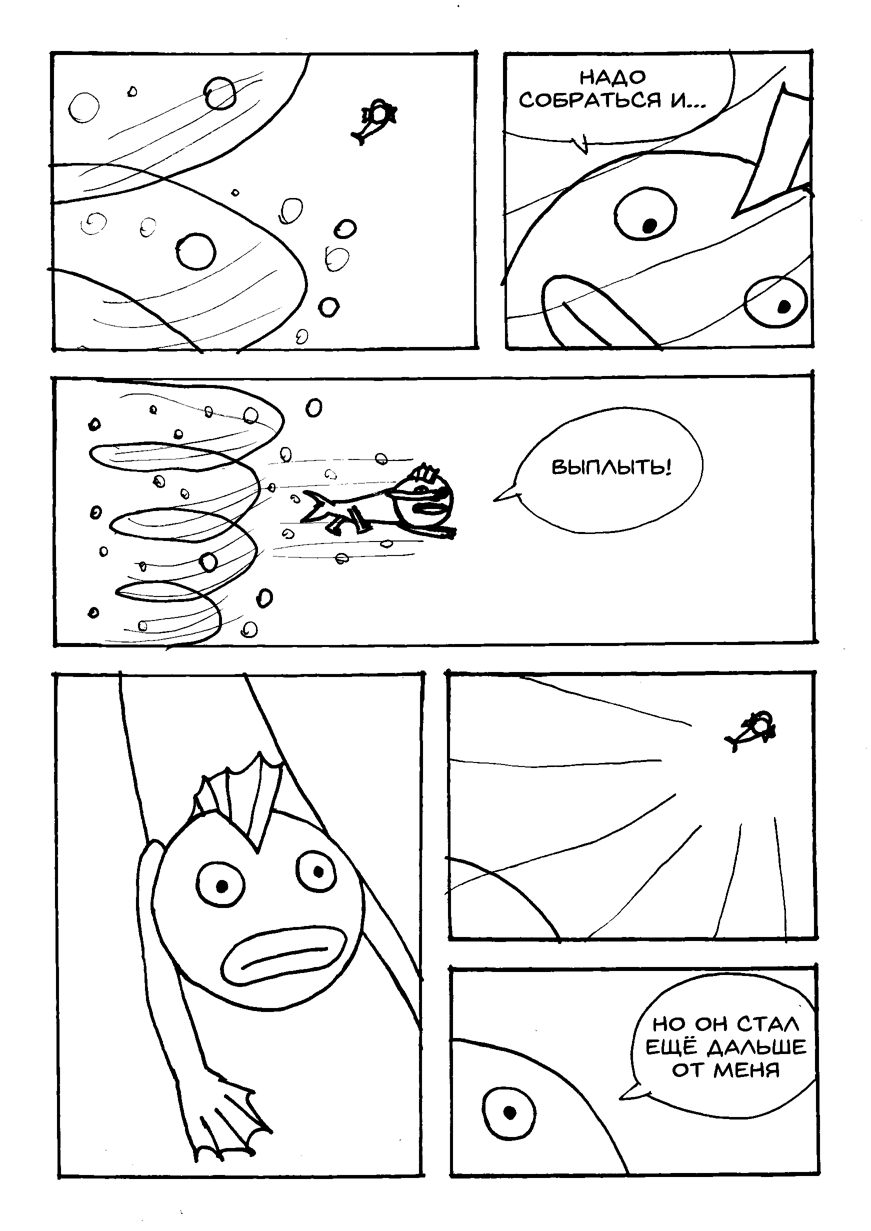 НАДО
СОБРАТЬСЯ И...
ВЫПЛЫТЬ!
НО ОН СТАЛ
ЕЩЁ ДАЛЬШЕ
ОТ МЕНЯ